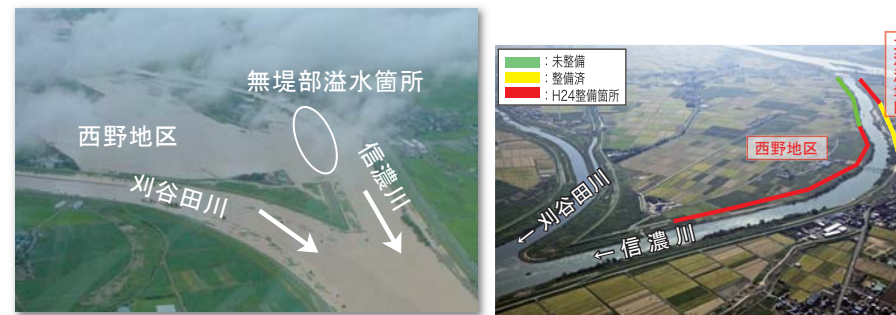 無堤部溢水箇所
西野地区
信濃川
刈谷田川
：未整備
：整備済
：H24整備箇所
西野地区
←刈谷田川
←信濃川